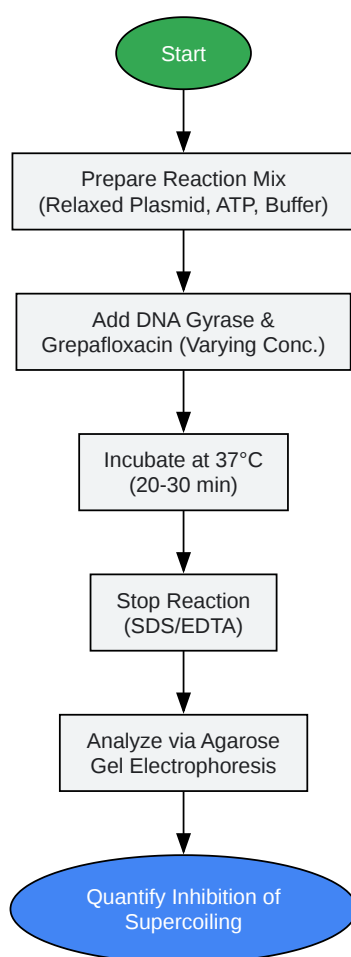 Start
Prepare Reaction Mix
(Relaxed Plasmid, ATP, Buffer)
Add DNA Gyrase &
Grepafloxacin (Varying Conc.)
Incubate at 37°C
(20-30 min)
Stop Reaction
(SDS/EDTA)
Analyze via Agarose
Gel Electrophoresis
Quantify Inhibition of
Supercoiling